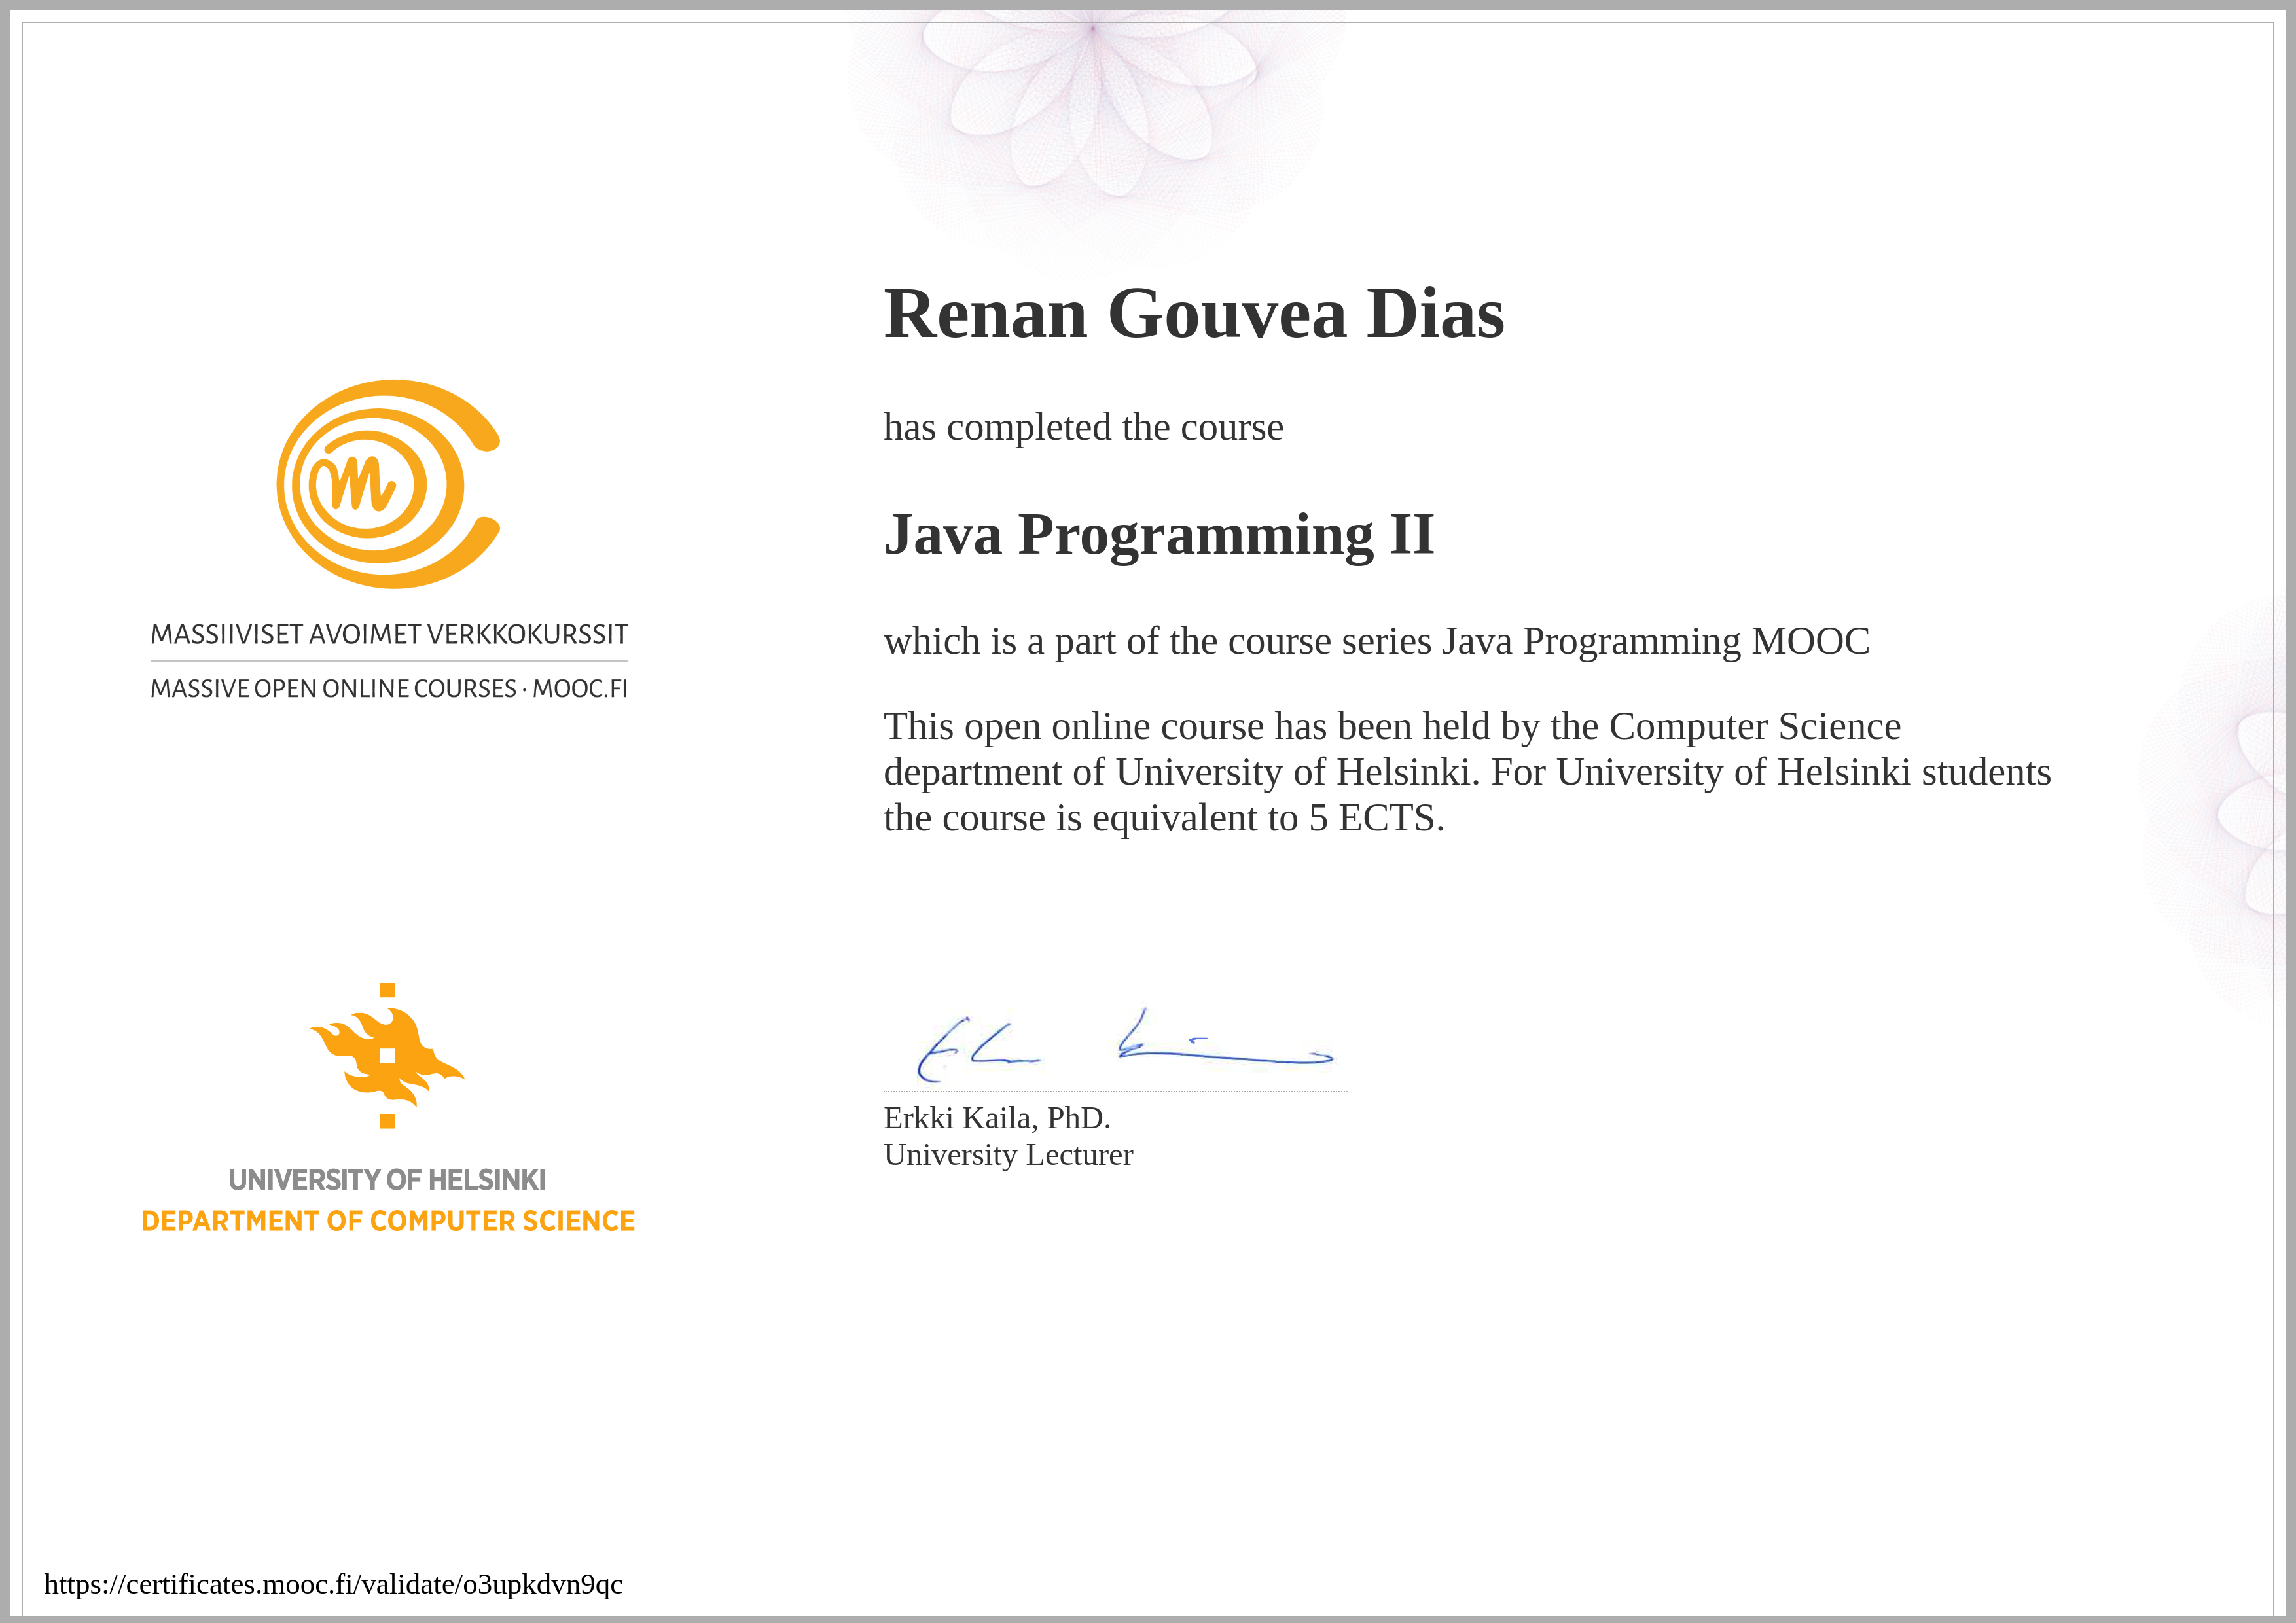 Renan Gouvea Dias
has completed the course
Java Programming II
which is a part of the course series Java Programming MOOC
This open online course has been held by the Computer Science
department of University of Helsinki. For University of Helsinki students
the course is equivalent to 5 ECTS.
m
MASSIIVISET AVOIMET VERKKOKURSSIT
MASSIVE OPEN ONLINE COURSES · MOOC.FI
UNIVERSITY OF HELSINKI
DEPARTMENT OF COMPUTER SCIENCE
Erkki Kaila, PhD.
University Lecturer
https://certificates.mooc.fi/validate/o3upkdvn9qc